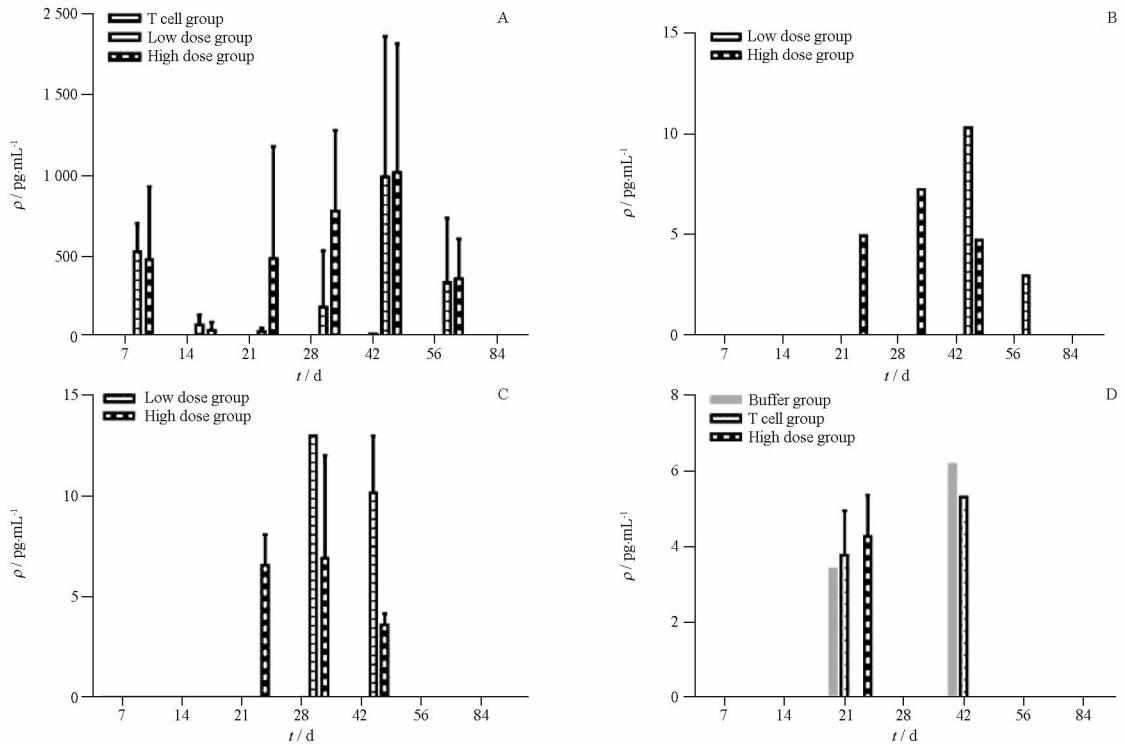 A
T cell group
Low dose group
High dose group
2 500
1 500
1 000
500
0
ρ / pg·mL⁻¹
7 14 21 28 42 56 84
t / d
B
Low dose group
High dose group
15
10
5
0
ρ / pg·mL⁻¹
7 14 21 28 42 56 84
t / d
C
Low dose group
High dose group
15
10
5
0
ρ / pg·mL⁻¹
7 14 21 28 42 56 84
t / d
D
Buffer group
T cell group
High dose group
8
6
4
2
0
ρ / pg·mL⁻¹
7 14 21 28 42 56 84
t / d